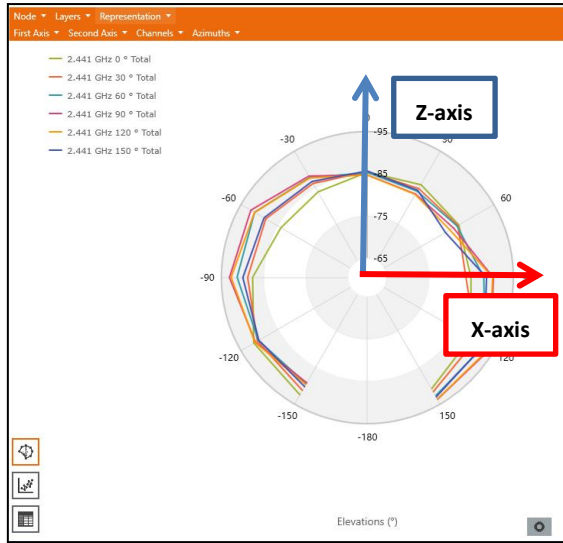 Node Layers Representation
First Axis Second Axis Channels Azimuths
2.441 GHz 0 ° Total
2.441 GHz 30 ° Total
2.441 GHz 60 ° Total
2.441 GHz 90 ° Total
2.441 GHz 120 ° Total
2.441 GHz 150 ° Total
Z-axis
-95
-30
30
-85
-60
60
-75
-65
-90
X-axis
-120
120
-150
150
-180
Elevations (°)